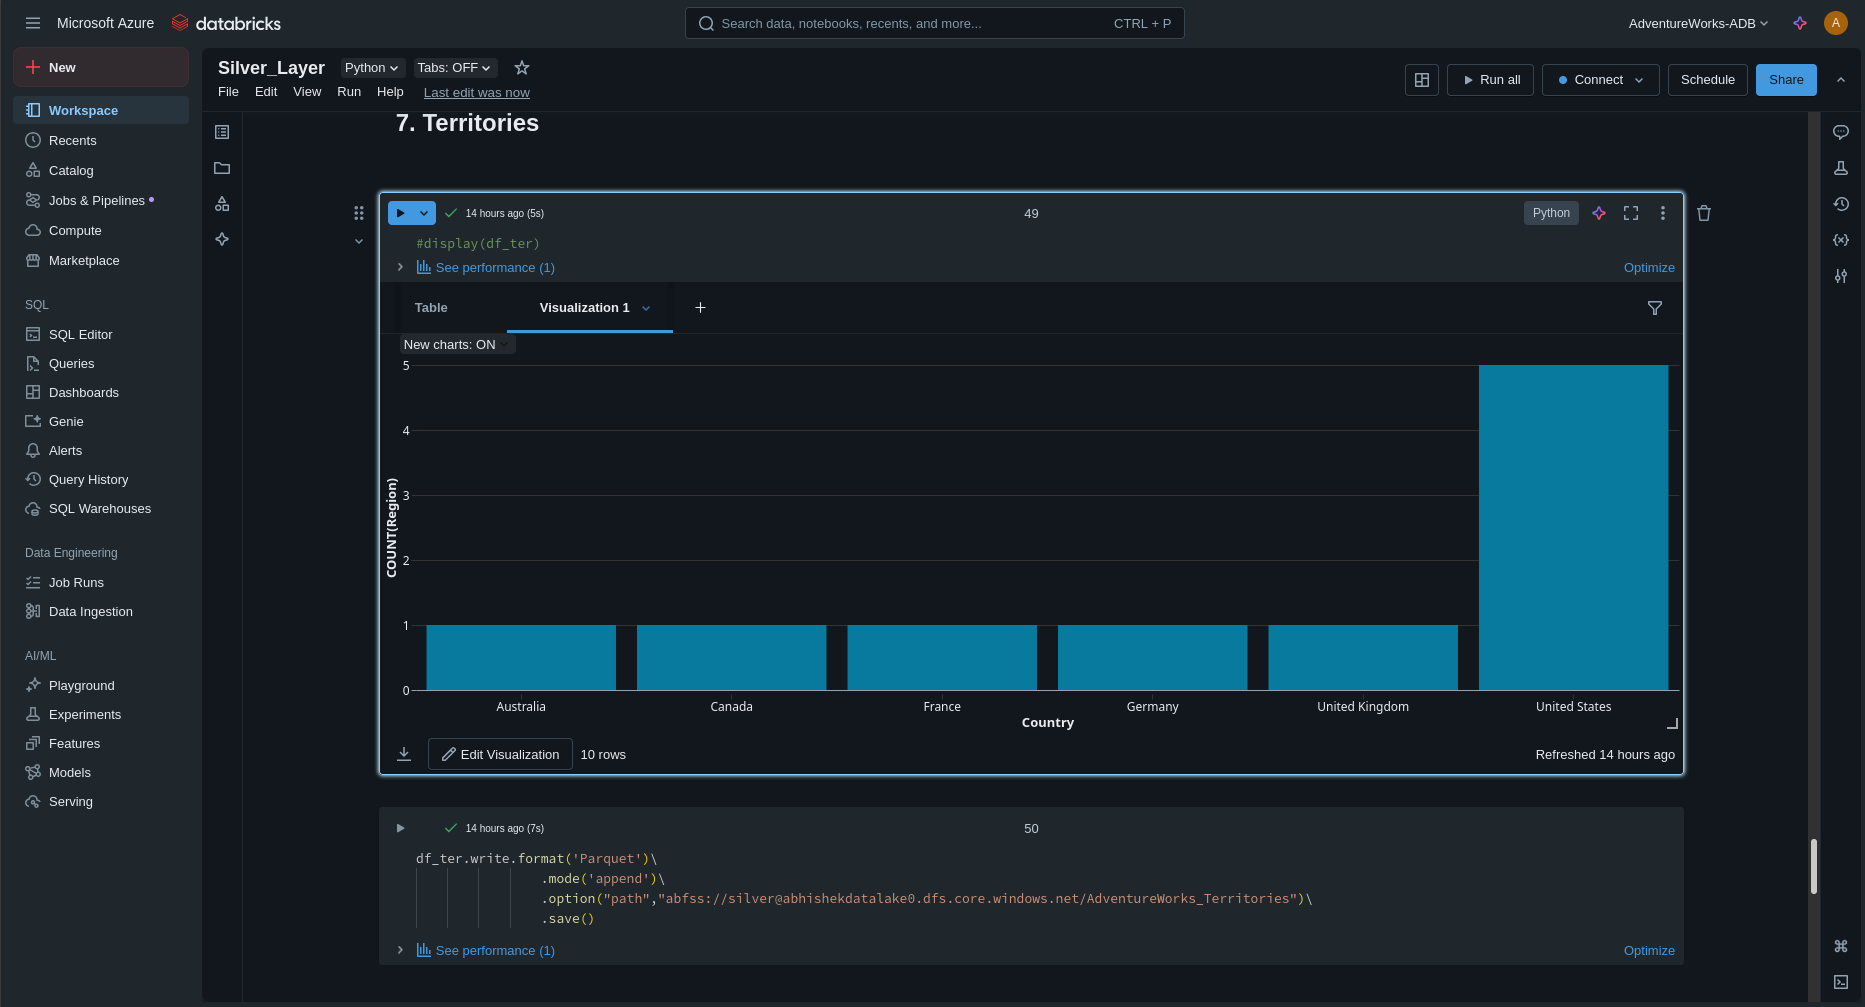 Microsoft Azure databricks
Search data, notebooks, recents, and more... CTRL + P
AdventureWorks-ADB A
New
Workspace
Recents
Catalog
Jobs & Pipelines
Compute
Marketplace
SQL
SQL Editor
Queries
Dashboards
Genie
Alerts
Query History
SQL Warehouses
Data Engineering
Job Runs
Data Ingestion
AI/ML
Playground
Experiments
Features
Models
Serving
Silver_Layer Python Tabs: OFF
File Edit View Run Help Last edit was now
Run all Connect Schedule Share
7. Territories
14 hours ago (5s) 49 Python
#display(df_ter)
See performance (1) Optimize
Table Visualization 1 +
New charts: ON
5
4
3
2
1
0
COUNT(Region)
Australia Canada France Germany United Kingdom United States
Country
Edit Visualization 10 rows Refreshed 14 hours ago
14 hours ago (7s) 50
df_ter.write.format('Parquet')\
.mode('append')\
.option("path","abfss://silver@abhishekdatalake0.dfs.core.windows.net/AdventureWorks_Territories")\
.save()
See performance (1) Optimize